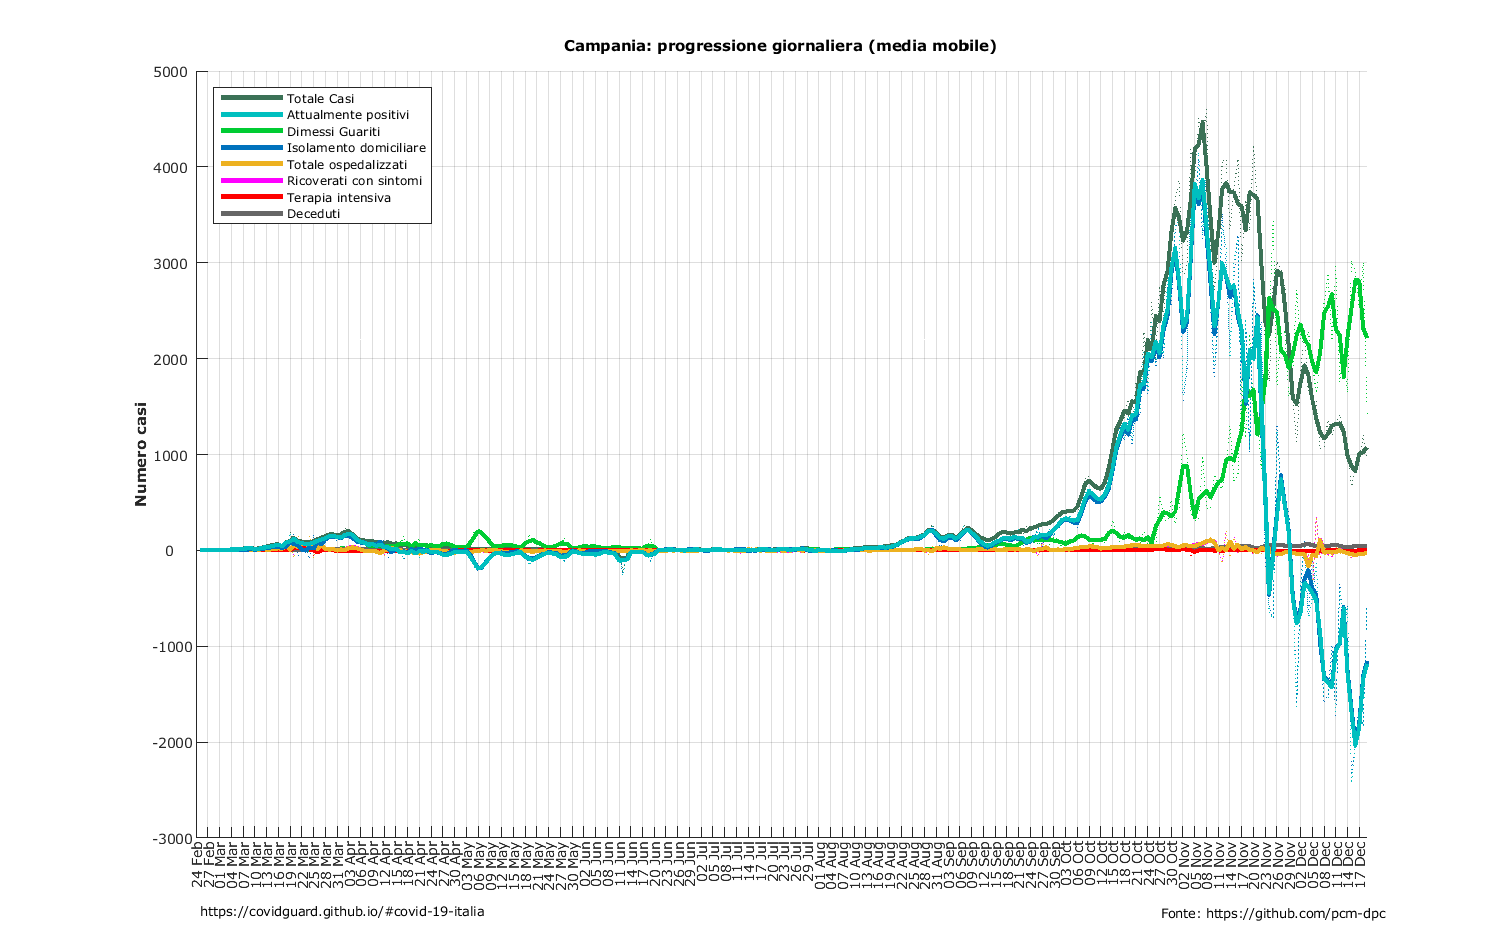 Campania: progressione giornaliera (media mobile)
5000
4000
3000
2000
1000
0
-1000
-2000
-3000
Numero casi
Totale Casi
Attualmente positivi
Dimessi Guariti
Isolamento domiciliare
Totale ospedalizzati
Ricoverati con sintomi
Terapia intensiva
Deceduti
24 Feb
27 Feb
01 Mar
04 Mar
07 Mar
10 Mar
13 Mar
16 Mar
19 Mar
22 Mar
25 Mar
28 Mar
31 Mar
03 Apr
06 Apr
09 Apr
12 Apr
15 Apr
18 Apr
21 Apr
24 Apr
27 Apr
30 Apr
03 May
06 May
09 May
12 May
15 May
18 May
21 May
24 May
27 May
30 May
02 Jun
05 Jun
08 Jun
11 Jun
14 Jun
17 Jun
20 Jun
23 Jun
26 Jun
29 Jun
02 Jul
05 Jul
08 Jul
11 Jul
14 Jul
17 Jul
20 Jul
23 Jul
26 Jul
29 Jul
01 Aug
04 Aug
07 Aug
10 Aug
13 Aug
16 Aug
19 Aug
22 Aug
25 Aug
28 Aug
31 Aug
03 Sep
06 Sep
09 Sep
12 Sep
15 Sep
18 Sep
21 Sep
24 Sep
27 Sep
30 Sep
03 Oct
06 Oct
09 Oct
12 Oct
15 Oct
18 Oct
21 Oct
24 Oct
27 Oct
30 Oct
02 Nov
05 Nov
08 Nov
11 Nov
14 Nov
17 Nov
20 Nov
23 Nov
26 Nov
29 Nov
02 Dec
05 Dec
08 Dec
11 Dec
14 Dec
17 Dec
https://covidguard.github.io/#covid-19-italia
Fonte: https://github.com/pcm-dpc